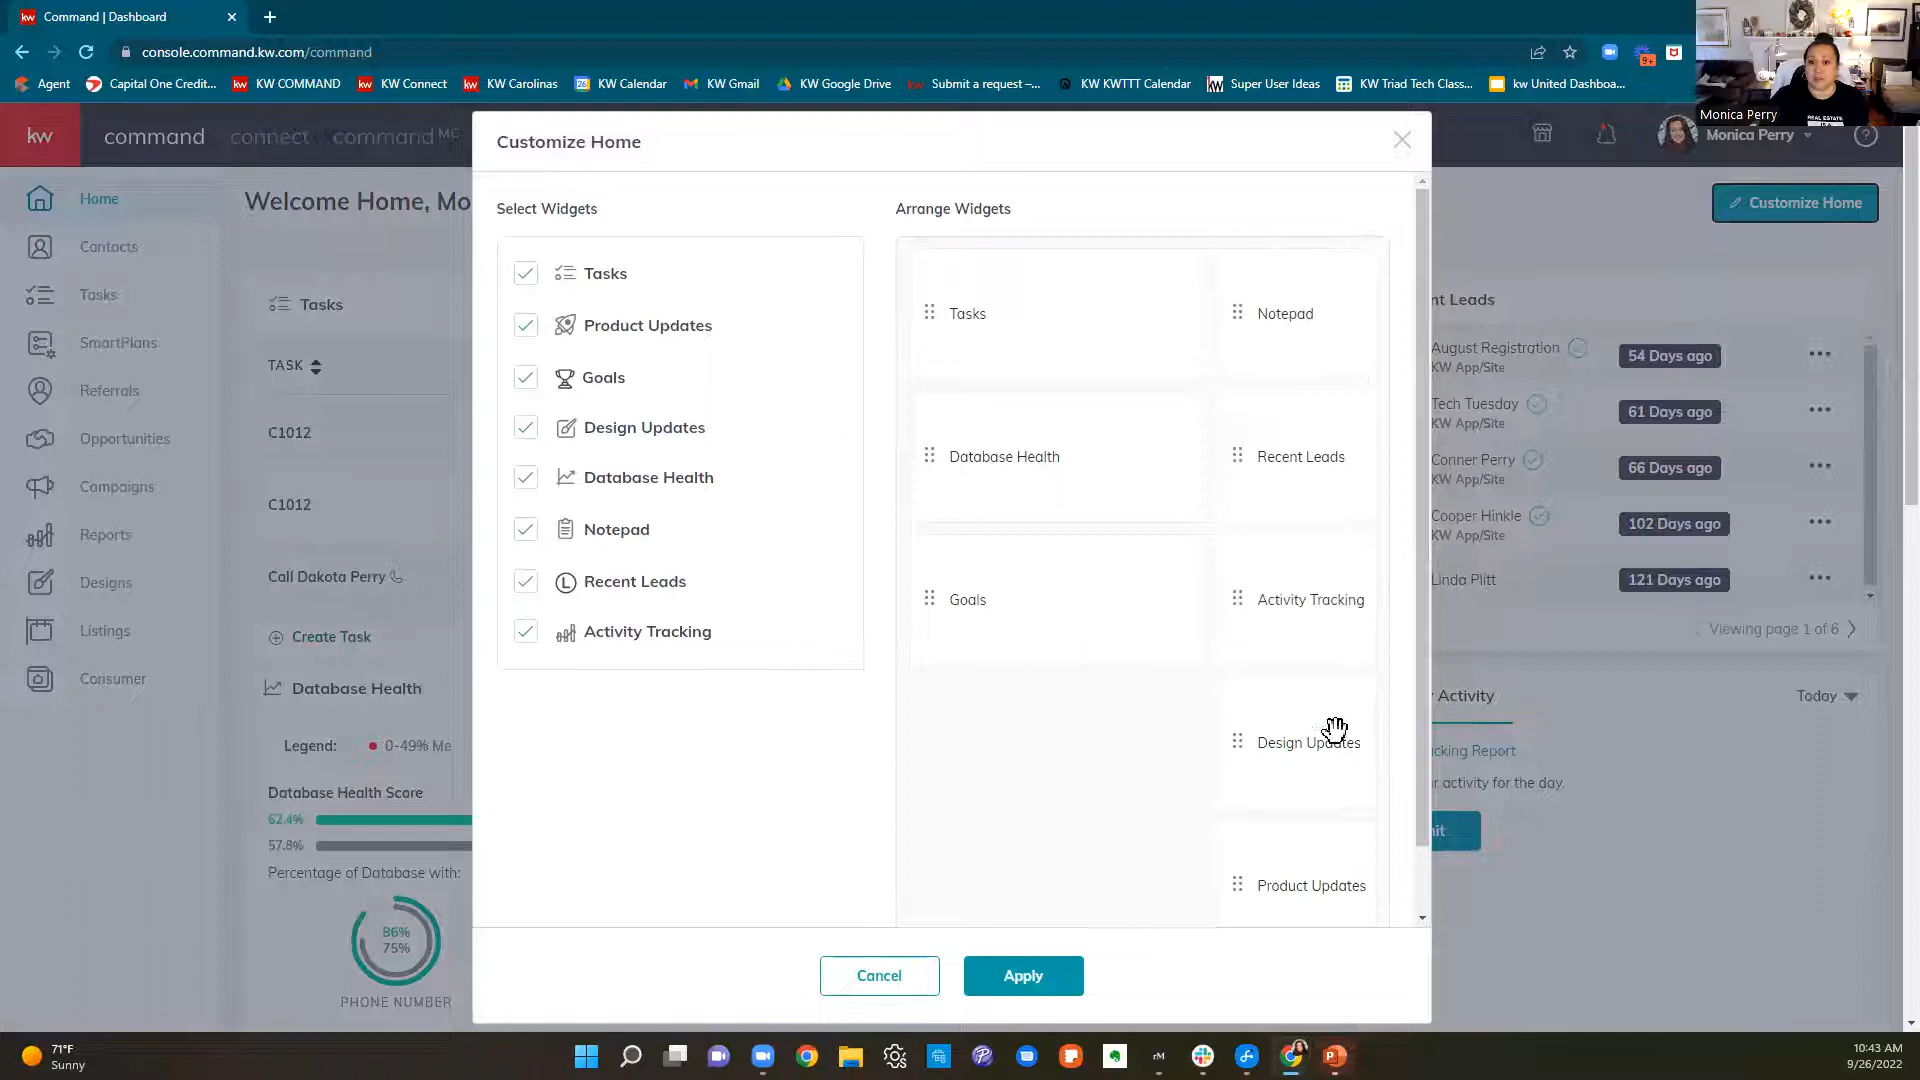 Command | Dashboard
console.command.kw.com/command
Agent
Capital One Credit...
KW COMMAND
KW Connect
KW Carolinas
KW Calendar
KW Gmail
KW Google Drive
Submit a request –...
KW KWTTT Calendar
Super User Ideas
KW Triad Tech Class...
kw United Dashboa...
9+
26
Monica Perry
kw
command
connect
command MC
Monica Perry
Customize Home
Home
Contacts
Tasks
SmartPlans
Referrals
Opportunities
Campaigns
Reports
Designs
Listings
Consumer
Welcome Home, Mo
Tasks
TASK
C1012
C1012
Call Dakota Perry
Create Task
Database Health
Legend:
0-49% Me
Database Health Score
62.4%
57.8%
Percentage of Database with:
86%
75%
PHONE NUMBER
Customize Home
Select Widgets
Tasks
Product Updates
Goals
Design Updates
Database Health
Notepad
Recent Leads
Activity Tracking
Arrange Widgets
Tasks
Notepad
Database Health
Recent Leads
Goals
Activity Tracking
Design Updates
Product Updates
Cancel
Apply
nt Leads
August Registration
KW App/Site
54 Days ago
Tech Tuesday
KW App/Site
61 Days ago
Conner Perry
KW App/Site
66 Days ago
Cooper Hinkle
KW App/Site
102 Days ago
Linda Plitt
121 Days ago
Viewing page 1 of 6
Activity
Today
cking Report
r activity for the day.
it
71°F
Sunny
10:43 AM
9/26/2022